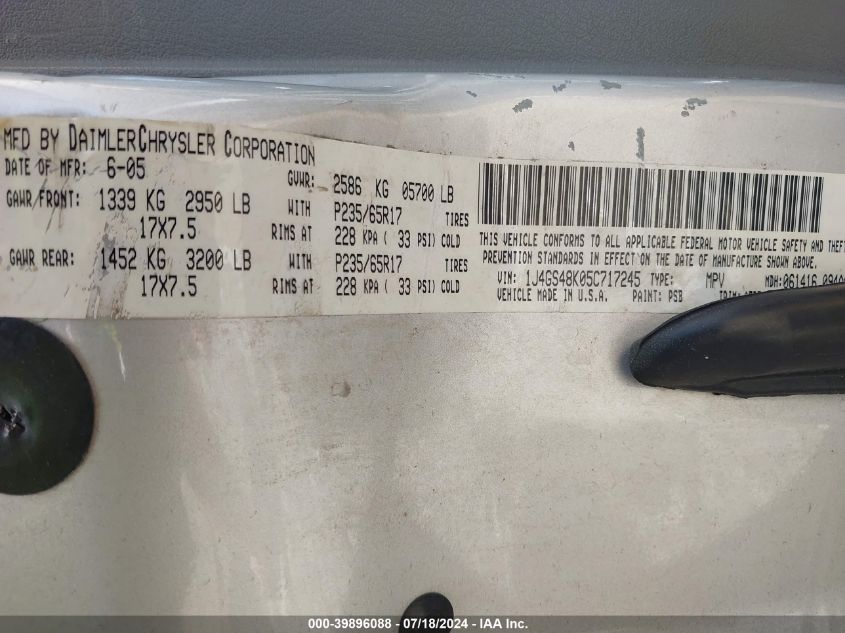 MFD BY DAIMLERCHRYSLER CORPORATION
DATE OF MFR: 6-05
GVWR: 2586 KG 05700 LB
GAWR FRONT: 1339 KG 2950 LB WITH P235/65R17 TIRES
17X7.5 RIMS AT 228 KPA ( 33 PSI) COLD
GAWR REAR: 1452 KG 3200 LB WITH P235/65R17 TIRES
17X7.5 RIMS AT 228 KPA ( 33 PSI) COLD
THIS VEHICLE CONFORMS TO ALL APPLICABLE FEDERAL MOTOR VEHICLE SAFETY AND THEFT
PREVENTION STANDARDS IN EFFECT ON THE DATE OF MANUFACTURE SHOWN ABOVE.
VIN: 1J4GS48K05C717245 TYPE: MPV MDH: 061416
VEHICLE MADE IN U.S.A. PAINT: PSB
000-39896088 - 07/18/2024 - IAA Inc.